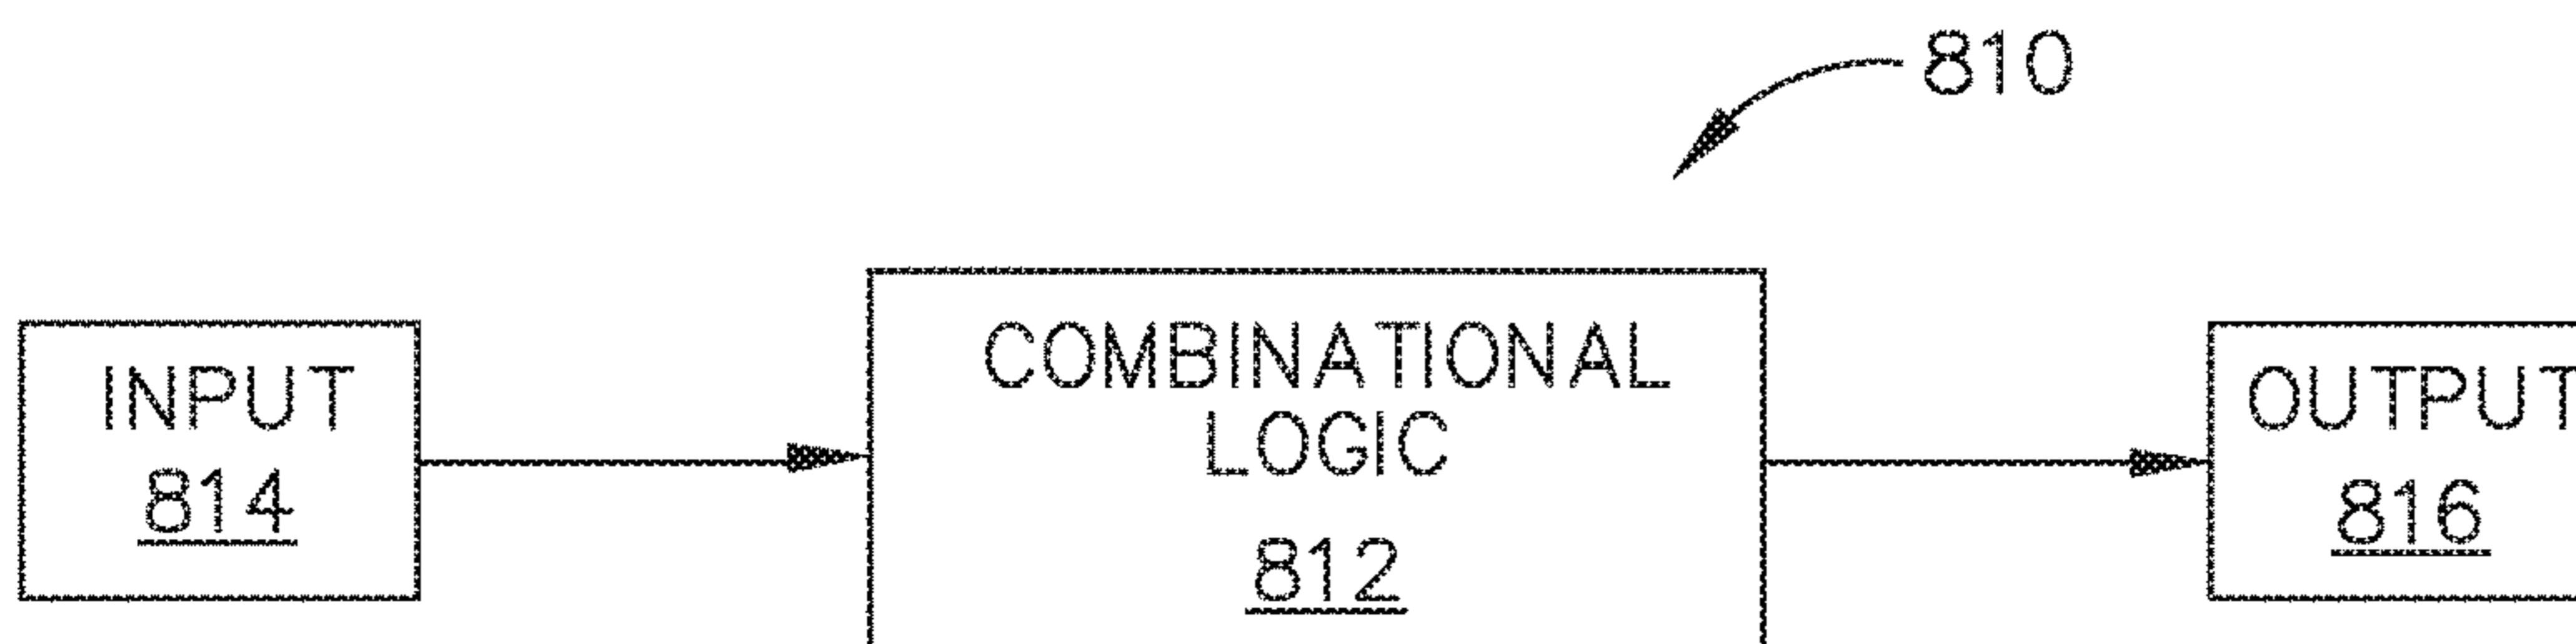 810
INPUT
814
COMBINATIONAL
LOGIC
812
OUTPUT
816